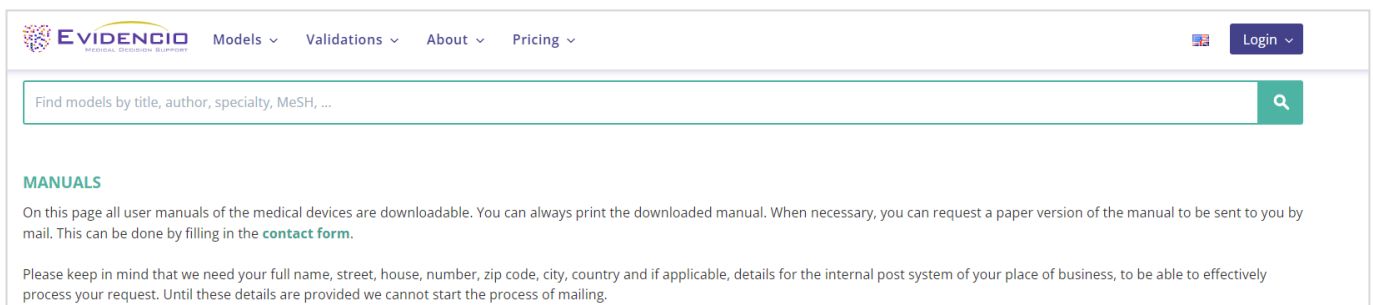 EVIDENCIO Models Validations About Pricing Login
MEDICAL DECISION SUPPORT
Find models by title, author, specialty, MeSH, ...
MANUALS
On this page all user manuals of the medical devices are downloadable. You can always print the downloaded manual. When necessary, you can request a paper version of the manual to be sent to you by
mail. This can be done by filling in the contact form.
Please keep in mind that we need your full name, street, house, number, zip code, city, country and if applicable, details for the internal post system of your place of business, to be able to effectively
process your request. Until these details are provided we cannot start the process of mailing.